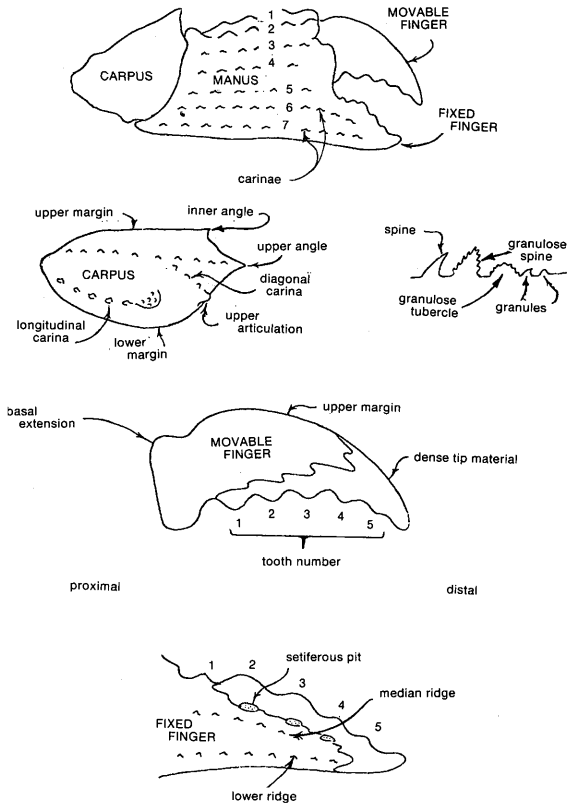 MOVABLE
FINGER
1
2
3
4
5
6
7
CARPUS
MANUS
FIXED
FINGER
carinae
upper margin
inner angle
upper angle
CARPUS
diagonal
carina
longitudinal
carina
lower
margin
upper
articulation
spine
granulose
spine
granulose
tubercle
granules
basal
extension
upper margin
MOVABLE
FINGER
dense tip material
1 2 3 4 5
tooth number
proximal
distal
setiferous pit
1 2 3 4 5
median ridge
FIXED
FINGER
lower ridge